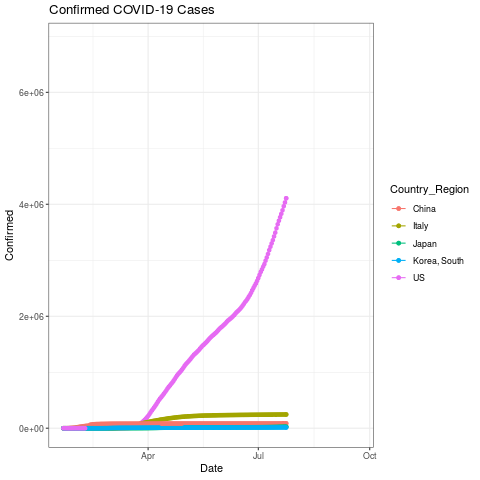 Confirmed COVID-19 Cases
6e+06
4e+06
2e+06
0e+00
Confirmed
Apr
Jul
Oct
Date
Country_Region
China
Italy
Japan
Korea, South
US